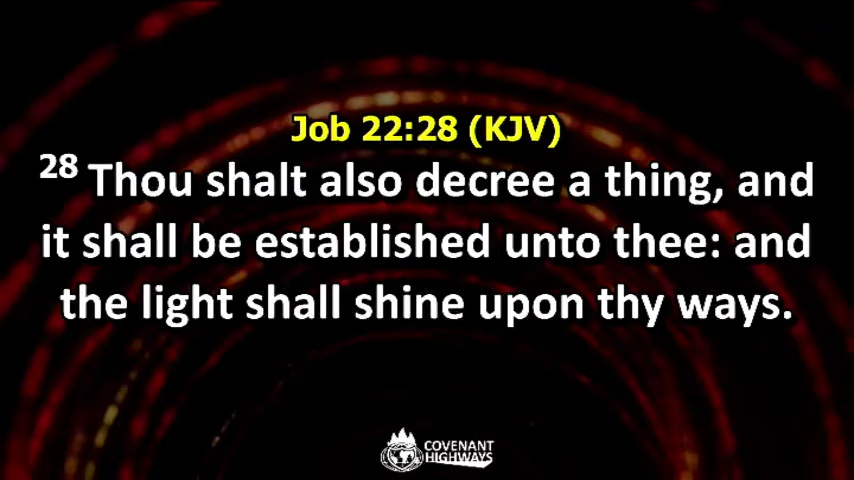 Job 22:28 (KJV)
28 Thou shalt also decree a thing, and
it shall be established unto thee: and
the light shall shine upon thy ways.
COVENANT
HIGHWAYS